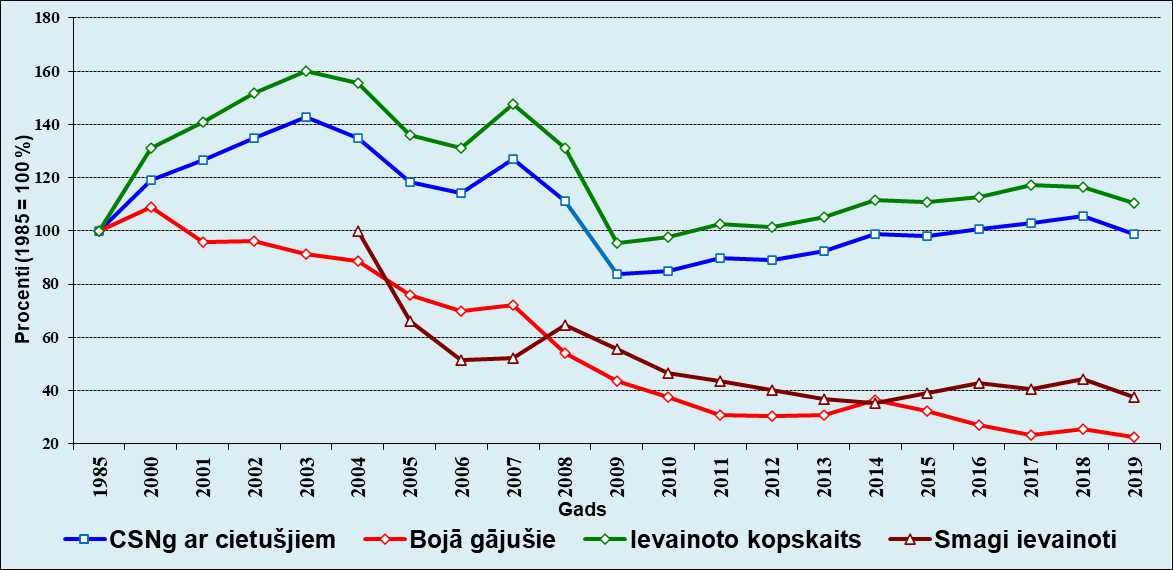 180
160
140
120
100
80
60
40
20
Procenti (1985 = 100 %)
1985 2000 2001 2002 2003 2004 2005 2006 2007 2008 2009 2010 2011 2012 2013 2014 2015 2016 2017 2018 2019
Gads
CSNg ar cietušjiem Bojā gājušie Ievainoto kopskaits Smagi ievainoti